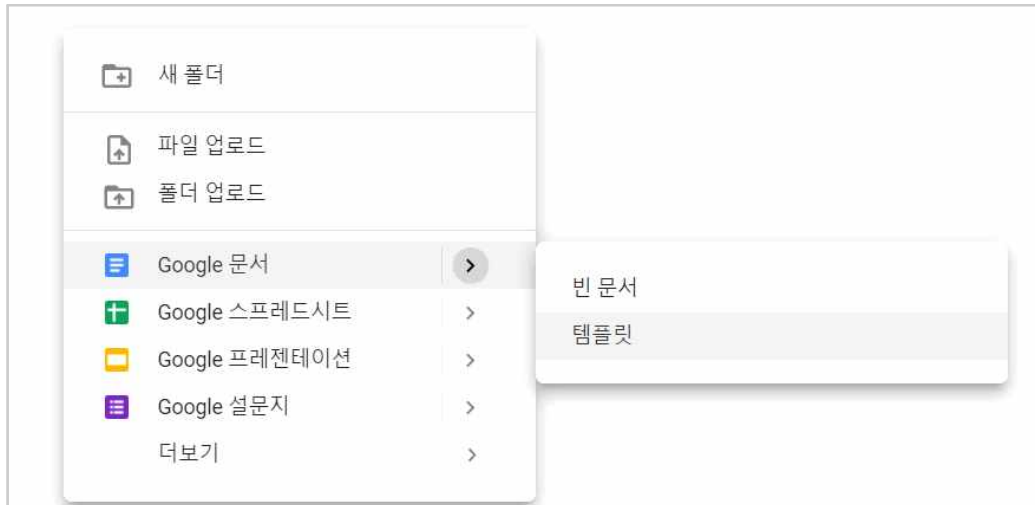 새 폴더
파일 업로드
폴더 업로드
Google 문서
빈 문서
Google 스프레드시트
템플릿
Google 프레젠테이션
Google 설문지
더보기